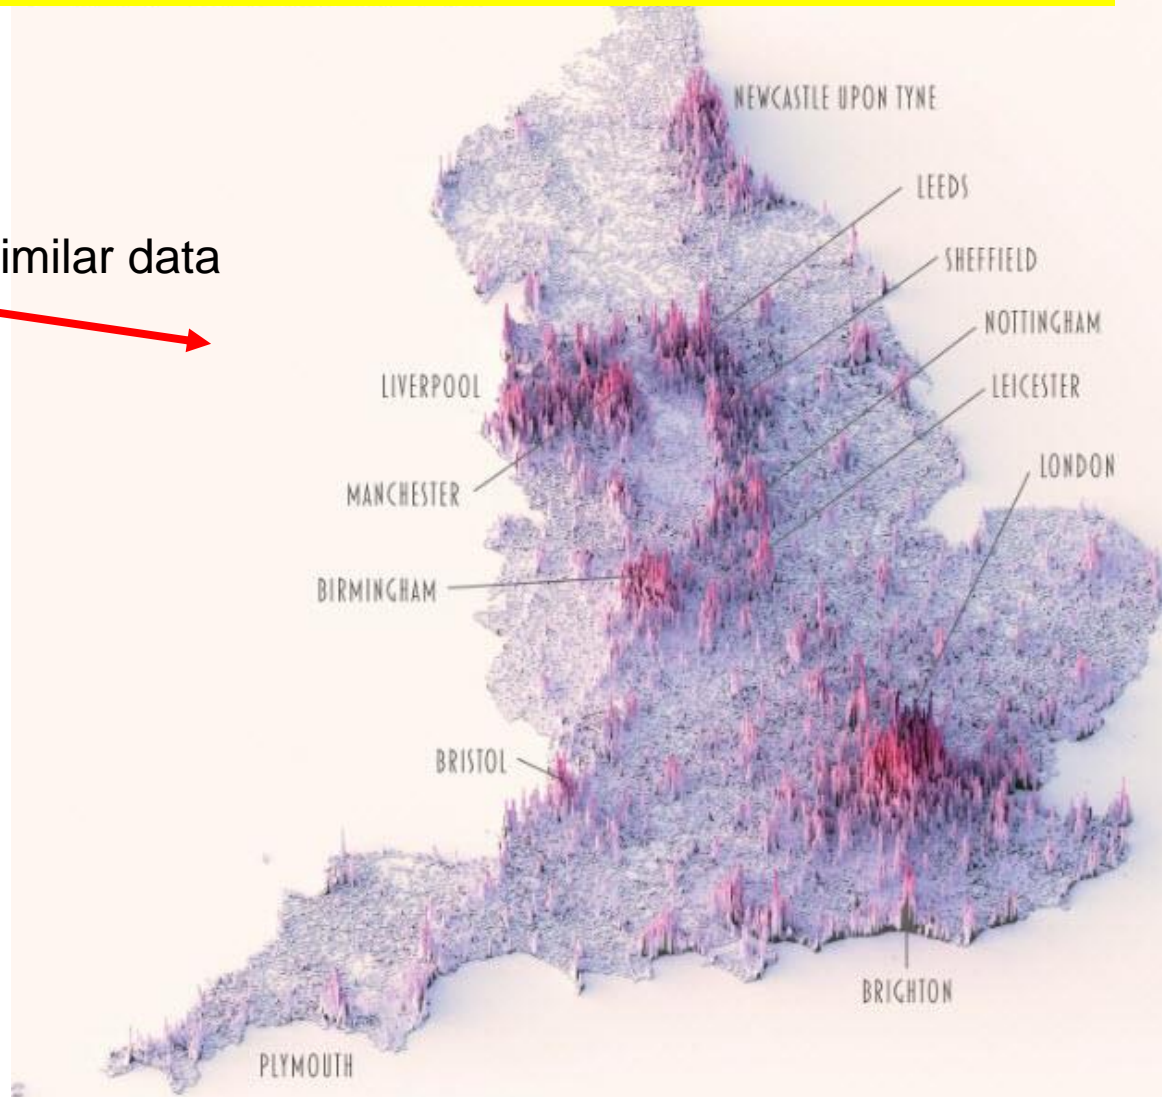 NEWCASTLE UPON TYNE
LEEDS
imilar data
SHEFFIELD
NOTTINGHAM
LIVERPOOL
LEICESTER
LONDON
MANCHESTER
BIRMINGHAM
BRISTOL
BRIGHTON
PLYMOUTH